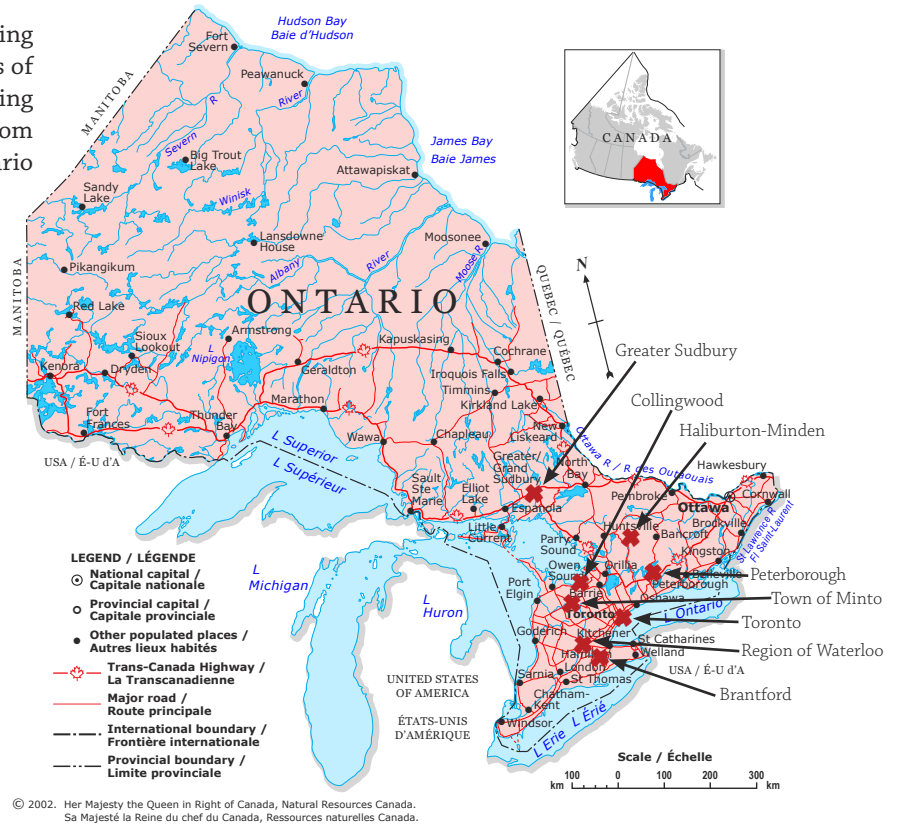 ing
s of
ing
om
rio
Hudson Bay
Baie d'Hudson
Fort
Severn
Peawanuck
MANITOBA
Severn R
River
Big Trout
Lake
James Bay
Baie James
Attawapiskat
CANADA
Sandy
Lake
Winisk
Lansdowne
House
Moosonee
Pikangikum
Albany
River
Moose R
MANITOBA
QUEBEC / QUÉBEC
N
ONTARIO
Red Lake
Sioux
Lookout
Armstrong
L
Nipigon
Kapuskasing
Cochrane
Kenora
Dryden
Geraldton
Iroquois Falls
Timmins
Greater Sudbury
Marathon
Kirkland Lake
Collingwood
Fort
Frances
Thunder
Bay
Wawa
Chapleau
New
Liskeard
Haliburton-Minden
USA / É-U d'A
L Superior
L Superieur
Greater/
Grand
Sudbury
North
Bay
Ottawa R / R des Outaouais
Hawkesbury
Sault
Ste
Marie
Elliot
Lake
Espanola
Pembroke
Ottawa
Cornwall
Little
Current
Parry
Sound
Huntsville
Bancroft
Brockville
St Lawrence R
Fl Saint-Laurent
Kingston
LEGEND / LÉGENDE
National capital /
Capitale nationale
Provincial capital /
Capitale provinciale
Other populated places /
Autres lieux habités
Trans-Canada Highway /
La Transcanadienne
Major road /
Route principale
International boundary /
Frontière internationale
Provincial boundary /
Limite provinciale
L
Michigan
L
Huron
Owen
Sound
Orillia
Belleville
Peterborough
Peterborough
Port
Elgin
Barrie
Oshawa
Town of Minto
Toronto
L Ontario
Toronto
Goderich
Kitchener
St Catharines
Region of Waterloo
Hamilton
Welland
London
USA / É-U d'A
Sarnia
St Thomas
Brantford
UNITED STATES
OF AMERICA
ÉTATS-UNIS
D'AMÉRIQUE
Chatham-
Kent
Windsor
L Erie L Érié
Scale / Échelle
100 0 100 200 300
km km
© 2002. Her Majesty the Queen in Right of Canada, Natural Resources Canada.
Sa Majesté la Reine du chef du Canada, Ressources naturelles Canada.